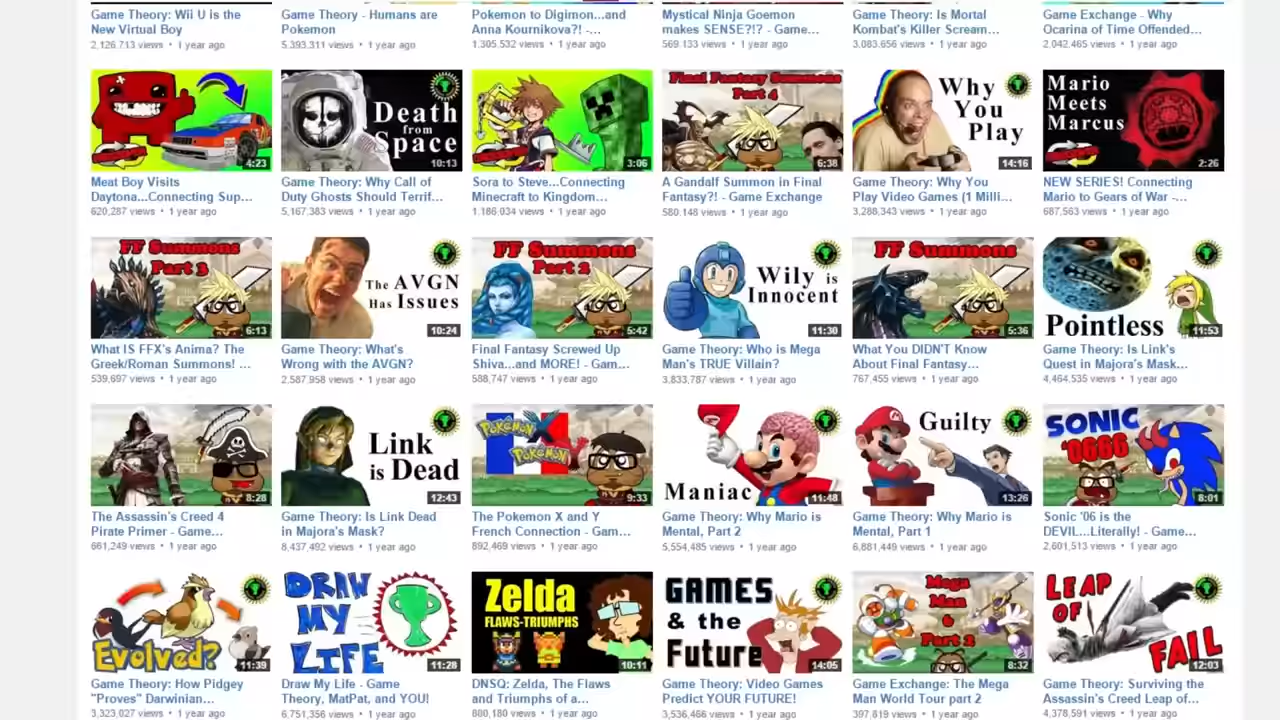 Game Theory: Wii U is the
New Virtual Boy
2,126,713 views • 1 year ago
Game Theory - Humans are
Pokemon
5,393,311 views • 1 year ago
Pokemon to Digimon...and
Anna Kournikova?! -...
1,305,532 views • 1 year ago
Mystical Ninja Goemon
makes SENSE?!? - Game...
569,133 views • 1 year ago
Game Theory: Is Mortal
Kombat's Killer Scream...
3,083,656 views • 1 year ago
Game Exchange - Why
Ocarina of Time Offended...
2,042,465 views • 1 year ago
4:23
Meat Boy Visits
Daytona...Connecting Sup...
620,287 views • 1 year ago
Death
from
Space
10:13
Game Theory: Why Call of
Duty Ghosts Should Terrif...
5,167,383 views • 1 year ago
3:06
Sora to Steve...Connecting
Minecraft to Kingdom...
1,186,034 views • 1 year ago
Final Fantasy Summons
Part 4
6:38
A Gandalf Summon in Final
Fantasy?! - Game Exchange
580,148 views • 1 year ago
Why
You
Play
14:16
Game Theory: Why You
Play Video Games (1 Milli...
3,288,343 views • 1 year ago
Mario
Meets
Marcus
2:26
NEW SERIES! Connecting
Mario to Gears of War -...
687,563 views • 1 year ago
FF Summons
Part 3
6:13
What IS FFX's Anima? The
Greek/Roman Summons! ...
539,697 views • 1 year ago
The AVGN
Has Issues
10:24
Game Theory: What's
Wrong with the AVGN?
2,587,958 views • 1 year ago
FF Summons
Part 2
5:42
Final Fantasy Screwed Up
Shiva...and MORE! - Gam...
588,747 views • 1 year ago
Wily is
Innocent
11:30
Game Theory: Who is Mega
Man's TRUE Villain?
3,833,787 views • 1 year ago
FF Summons
5:36
What You DIDN'T Know
About Final Fantasy...
767,455 views • 1 year ago
Pointless
11:53
Game Theory: Is Link's
Quest in Majora's Mask...
4,464,535 views • 1 year ago
8:28
The Assassin's Creed 4
Pirate Primer - Game...
661,249 views • 1 year ago
Link
is Dead
12:43
Game Theory: Is Link Dead
in Majora's Mask?
8,437,492 views • 1 year ago
POKéMON
POKéMON
9:33
The Pokemon X and Y
French Connection - Gam...
892,469 views • 1 year ago
Maniac
11:48
Game Theory: Why Mario is
Mental, Part 2
5,554,485 views • 1 year ago
Guilty
13:26
Game Theory: Why Mario is
Mental, Part 1
6,881,449 views • 1 year ago
SONIC
'0666
8:01
Sonic '06 is the
DEVIL...Literally! - Game...
2,601,513 views • 1 year ago
Evolved?
11:39
Game Theory: How Pidgey
"Proves" Darwinian...
3,323,027 views • 1 year ago
DRAW
MY
LIFE
11:28
Draw My Life - Game
Theory, MatPat, and YOU!
6,751,356 views • 1 year ago
Zelda
FLAWS-TRIUMPHS
10:11
DNSQ: Zelda, The Flaws
and Triumphs of a...
800,180 views • 1 year ago
GAMES
& the
Future
14:05
Game Theory: Video Games
Predict YOUR FUTURE!
3,536,466 views • 1 year ago
Mega
Man
6
Part 2
8:32
Game Exchange: The Mega
Man World Tour part 2
397,819 views • 1 year ago
LEAP
OF
FAIL
12:03
Game Theory: Surviving the
Assassin's Creed Leap of...
4,378,591 views • 1 year ago